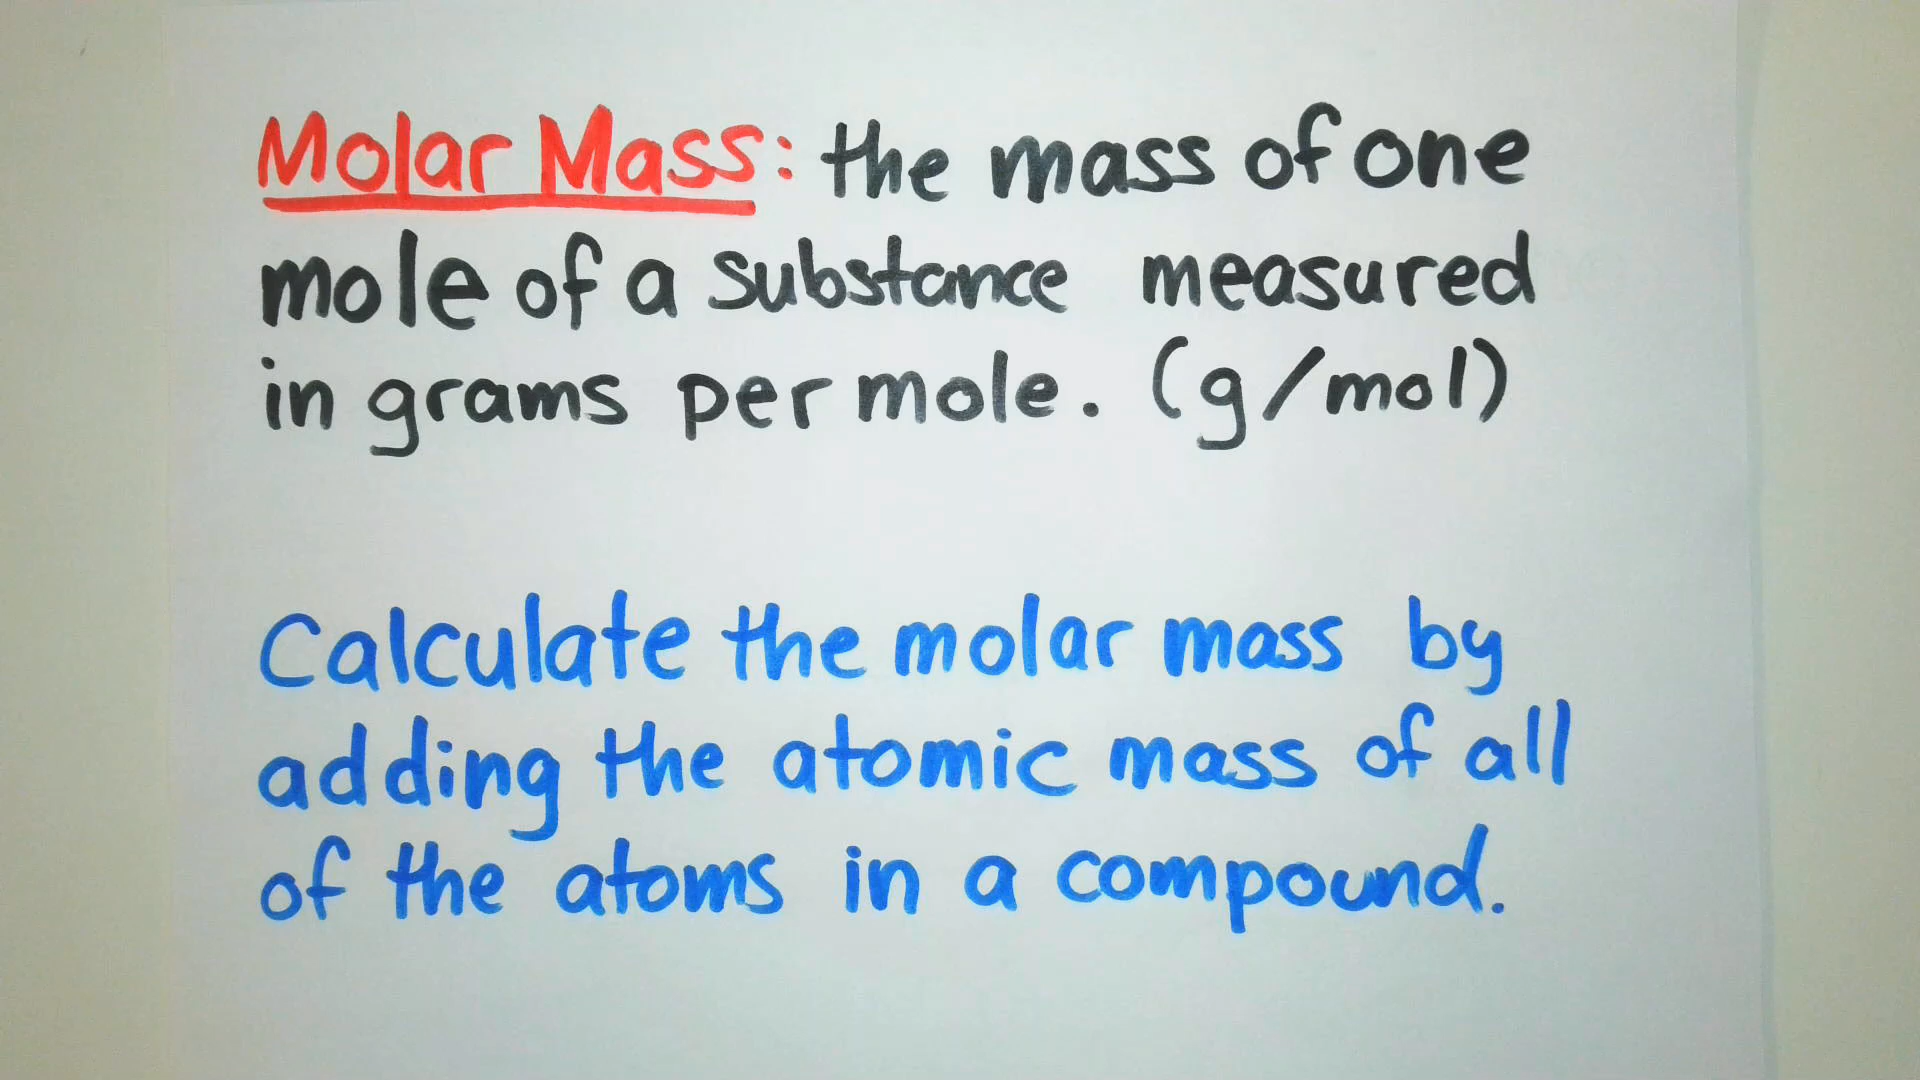 Molar Mass: the mass of one
mole of a substance measured
in grams per mole. (g/mol)
Calculate the molar mass by
adding the atomic mass of all
of the atoms in a compound.